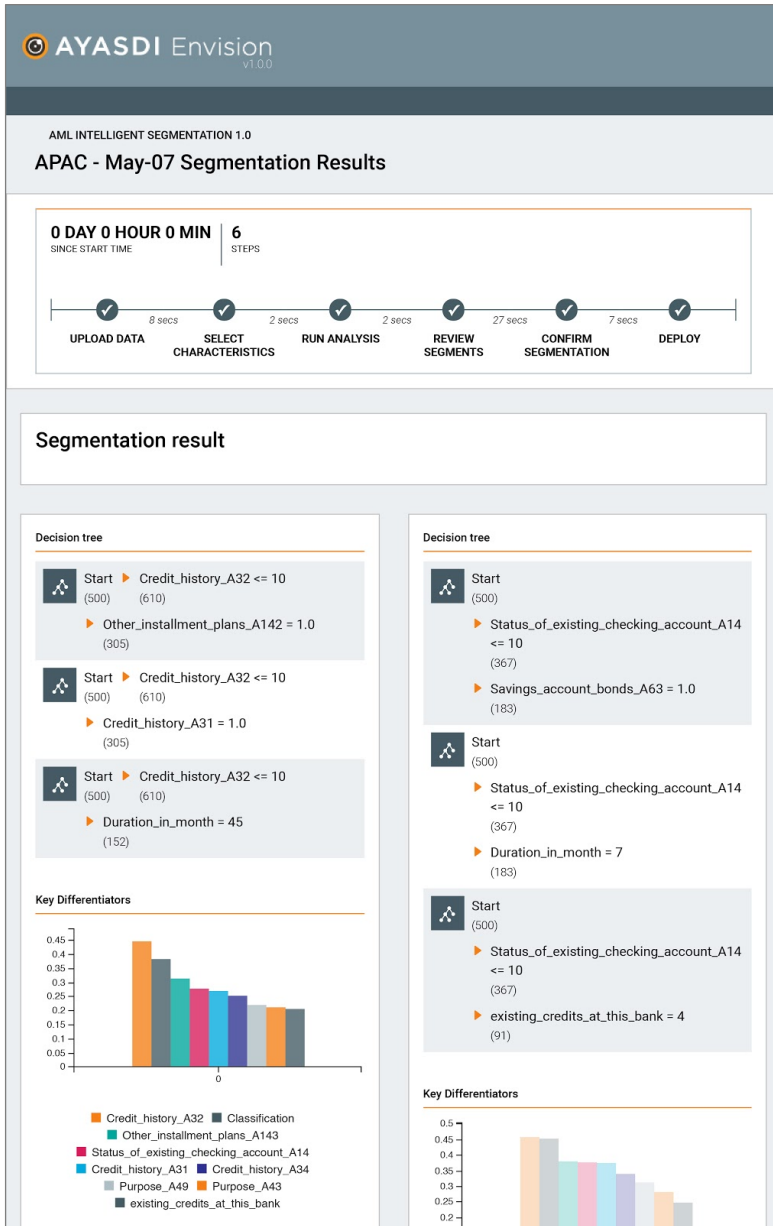 AYASDI Envision
v1.0.0
AML INTELLIGENT SEGMENTATION 1.0
APAC - May-07 Segmentation Results
0 DAY 0 HOUR 0 MIN
SINCE START TIME
6
STEPS
8 secs
2 secs
2 secs
27 secs
7 secs
UPLOAD DATA
SELECT
CHARACTERISTICS
RUN ANALYSIS
REVIEW
SEGMENTS
CONFIRM
SEGMENTATION
DEPLOY
Segmentation result
Decision tree
Start Credit_history_A32 <= 10
(500) (610)
Other_installment_plans_A142 = 1.0
(305)
Start Credit_history_A32 <= 10
(500) (610)
Credit_history_A31 = 1.0
(305)
Start Credit_history_A32 <= 10
(500) (610)
Duration_in_month = 45
(152)
Key Differentiators
0.45
0.4
0.35
0.3
0.25
0.2
0.15
0.1
0.05
0
0
Credit_history_A32 Classification
Other_installment_plans_A143
Status_of_existing_checking_account_A14
Credit_history_A31 Credit_history_A34
Purpose_A49 Purpose_A43
existing_credits_at_this_bank
Decision tree
Start
(500)
Status_of_existing_checking_account_A14
<= 10
(367)
Savings_account_bonds_A63 = 1.0
(183)
Start
(500)
Status_of_existing_checking_account_A14
<= 10
(367)
Duration_in_month = 7
(183)
Start
(500)
Status_of_existing_checking_account_A14
<= 10
(367)
existing_credits_at_this_bank = 4
(91)
Key Differentiators
0.5
0.45
0.4
0.35
0.3
0.25
0.2